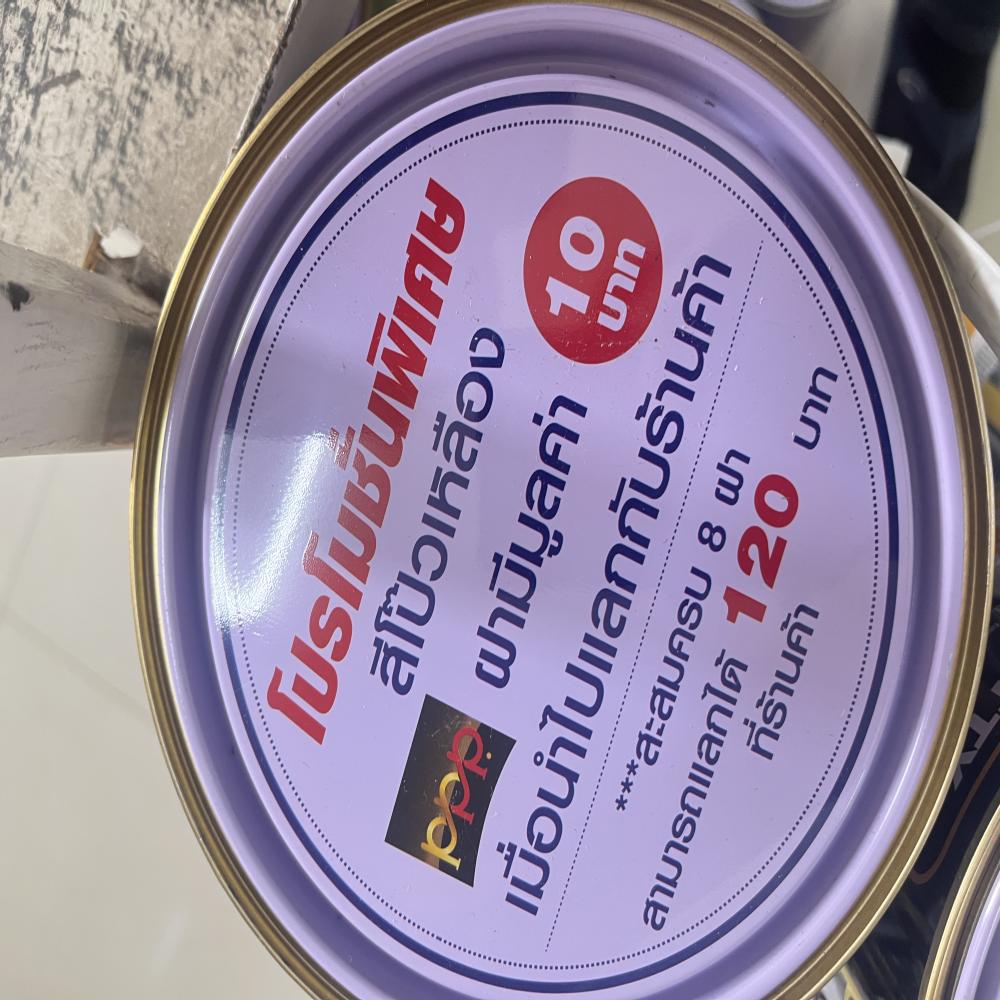 โปรโมชั่นพิเศษ
p.p.p. สีโป๊วเหลือง
ฝามีมูลค่า 10 บาท
เมื่อนำไปแลกกับร้านค้า
***สะสมครบ 8 ฝา
สามารถแลกได้ 120 บาท
ที่ร้านค้า